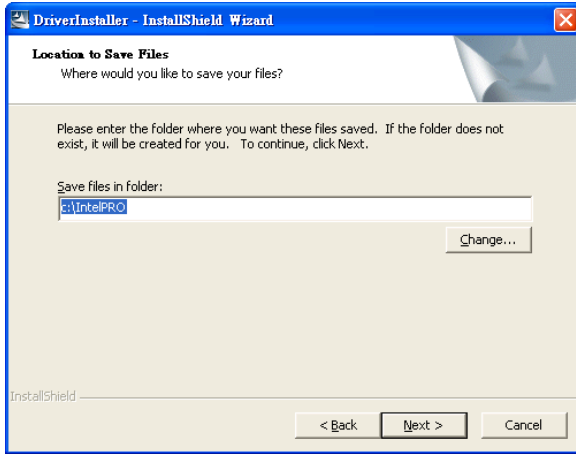 DriverInstaller - InstallShield Wizard
Location to Save Files
Where would you like to save your files?
Please enter the folder where you want these files saved.  If the folder does not
exist, it will be created for you.   To continue, click Next.
Save files in folder:
c:\IntelPRO
Change...
InstallShield
< Back
Next >
Cancel